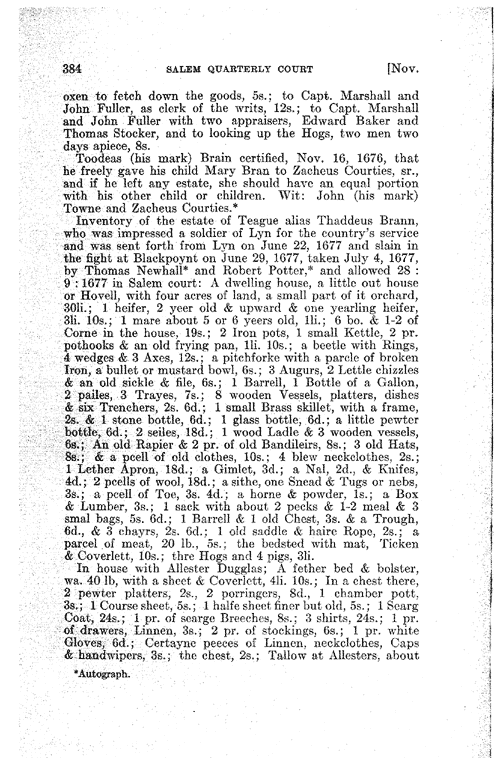 384 SALEM QUARTERLY COURT [Nov.
oxen to fetch down the goods, 5s.; to Capt. Marshall and
John Fuller, as clerk of the writs, 12s.; to Capt. Marshall
and John Fuller with two appraisers, Edward Baker and
Thomas Stocker, and to looking up the Hogs, two men two
days apiece, 8s.
Toodeas (his mark) Brain certified, Nov. 16, 1676, that
he freely gave his child Mary Bran to Zacheus Courties, sr.,
and if he left any estate, she should have an equal portion
with his other child or children. Wit: John (his mark)
Towne and Zacheus Courties.*
Inventory of the estate of Teague alias Thaddeus Brann,
who was impressed a soldier of Lyn for the country's service
and was sent forth from Lyn on June 22, 1677 and slain in
the fight at Blackpoynt on June 29, 1677, taken July 4, 1677,
by Thomas Newhall* and Robert Potter,* and allowed 28 :
9 : 1677 in Salem court: A dwelling house, a little out house
or Hovell, with four acres of land, a small part of it orchard,
30li.; 1 heifer, 2 yeer old & upward & one yearling heifer,
3li. 10s.; 1 mare about 5 or 6 yeers old, 1li.; 6 bo. & 1-2 of
Corne in the house, 19s.; 2 Iron pots, 1 small Kettle, 2 pr.
pothooks & an old frying pan, 1li. 10s.; a beetle with Rings,
4 wedges & 3 Axes, 12s.; a pitchforke with a parcle of broken
Iron, a bullet or mustard bowl, 6s.; 3 Augurs, 2 Lettle chizzles
& an old sickle & file, 6s.; 1 Barrell, 1 Bottle of a Gallon,
2 pailes, 3 Trayes, 7s.; 8 wooden Vessels, platters, dishes
& six Trenchers, 2s. 6d.; 1 small Brass skillet, with a frame,
2s. & 1 stone bottle, 6d.; 1 glass bottle, 6d.; a little pewter
bottle, 6d.; 2 seiles, 18d.; 1 wood Ladle & 3 wooden vessels,
6s.; An old Rapier & 2 pr. of old Bandileirs, 8s.; 3 old Hats,
8s.; & a pcell of old clothes, 10s.; 4 blew neckclothes, 2s.;
1 Lether Apron, 18d.; a Gimlet, 3d.; a Nal, 2d., & Knifes,
4d.; 2 pcells of wool, 18d.; a sithe, one Snead & Tugs or nebs,
3s.; a pcell of Toe, 3s. 4d.; a horne & powder, 1s.; a Box
& Lumber, 3s.; 1 sack with about 2 pecks & 1-2 meal & 3
smal bags, 5s. 6d.; 1 Barrell & 1 old Chest, 3s. & a Trough,
6d., & 3 chayrs, 2s. 6d.; 1 old saddle & haire Rope, 2s.; a
parcel of meat, 20 lb., 5s.; the bedsted with mat, Ticken
& Coverlett, 10s.; thre Hogs and 4 pigs, 3li.
In house with Allester Dugglas; A fether bed & bolster,
wa. 40 lb, with a sheet & Coverlett, 4li. 10s.; In a chest there,
2 pewter platters, 2s., 2 porringers, 8d., 1 chamber pott,
3s.; 1 Course sheet, 5s.; 1 halfe sheet finer but old, 5s.; 1 Searg
Coat, 24s.; 1 pr. of searge Breeches, 8s.; 3 shirts, 24s.; 1 pr.
of drawers, Linnen, 3s.; 2 pr. of stockings, 6s.; 1 pr. white
Gloves, 6d.; Certayne peeces of Linnen, neckclothes, Caps
& handwipers, 3s.; the chest, 2s.; Tallow at Allesters, about
*Autograph.